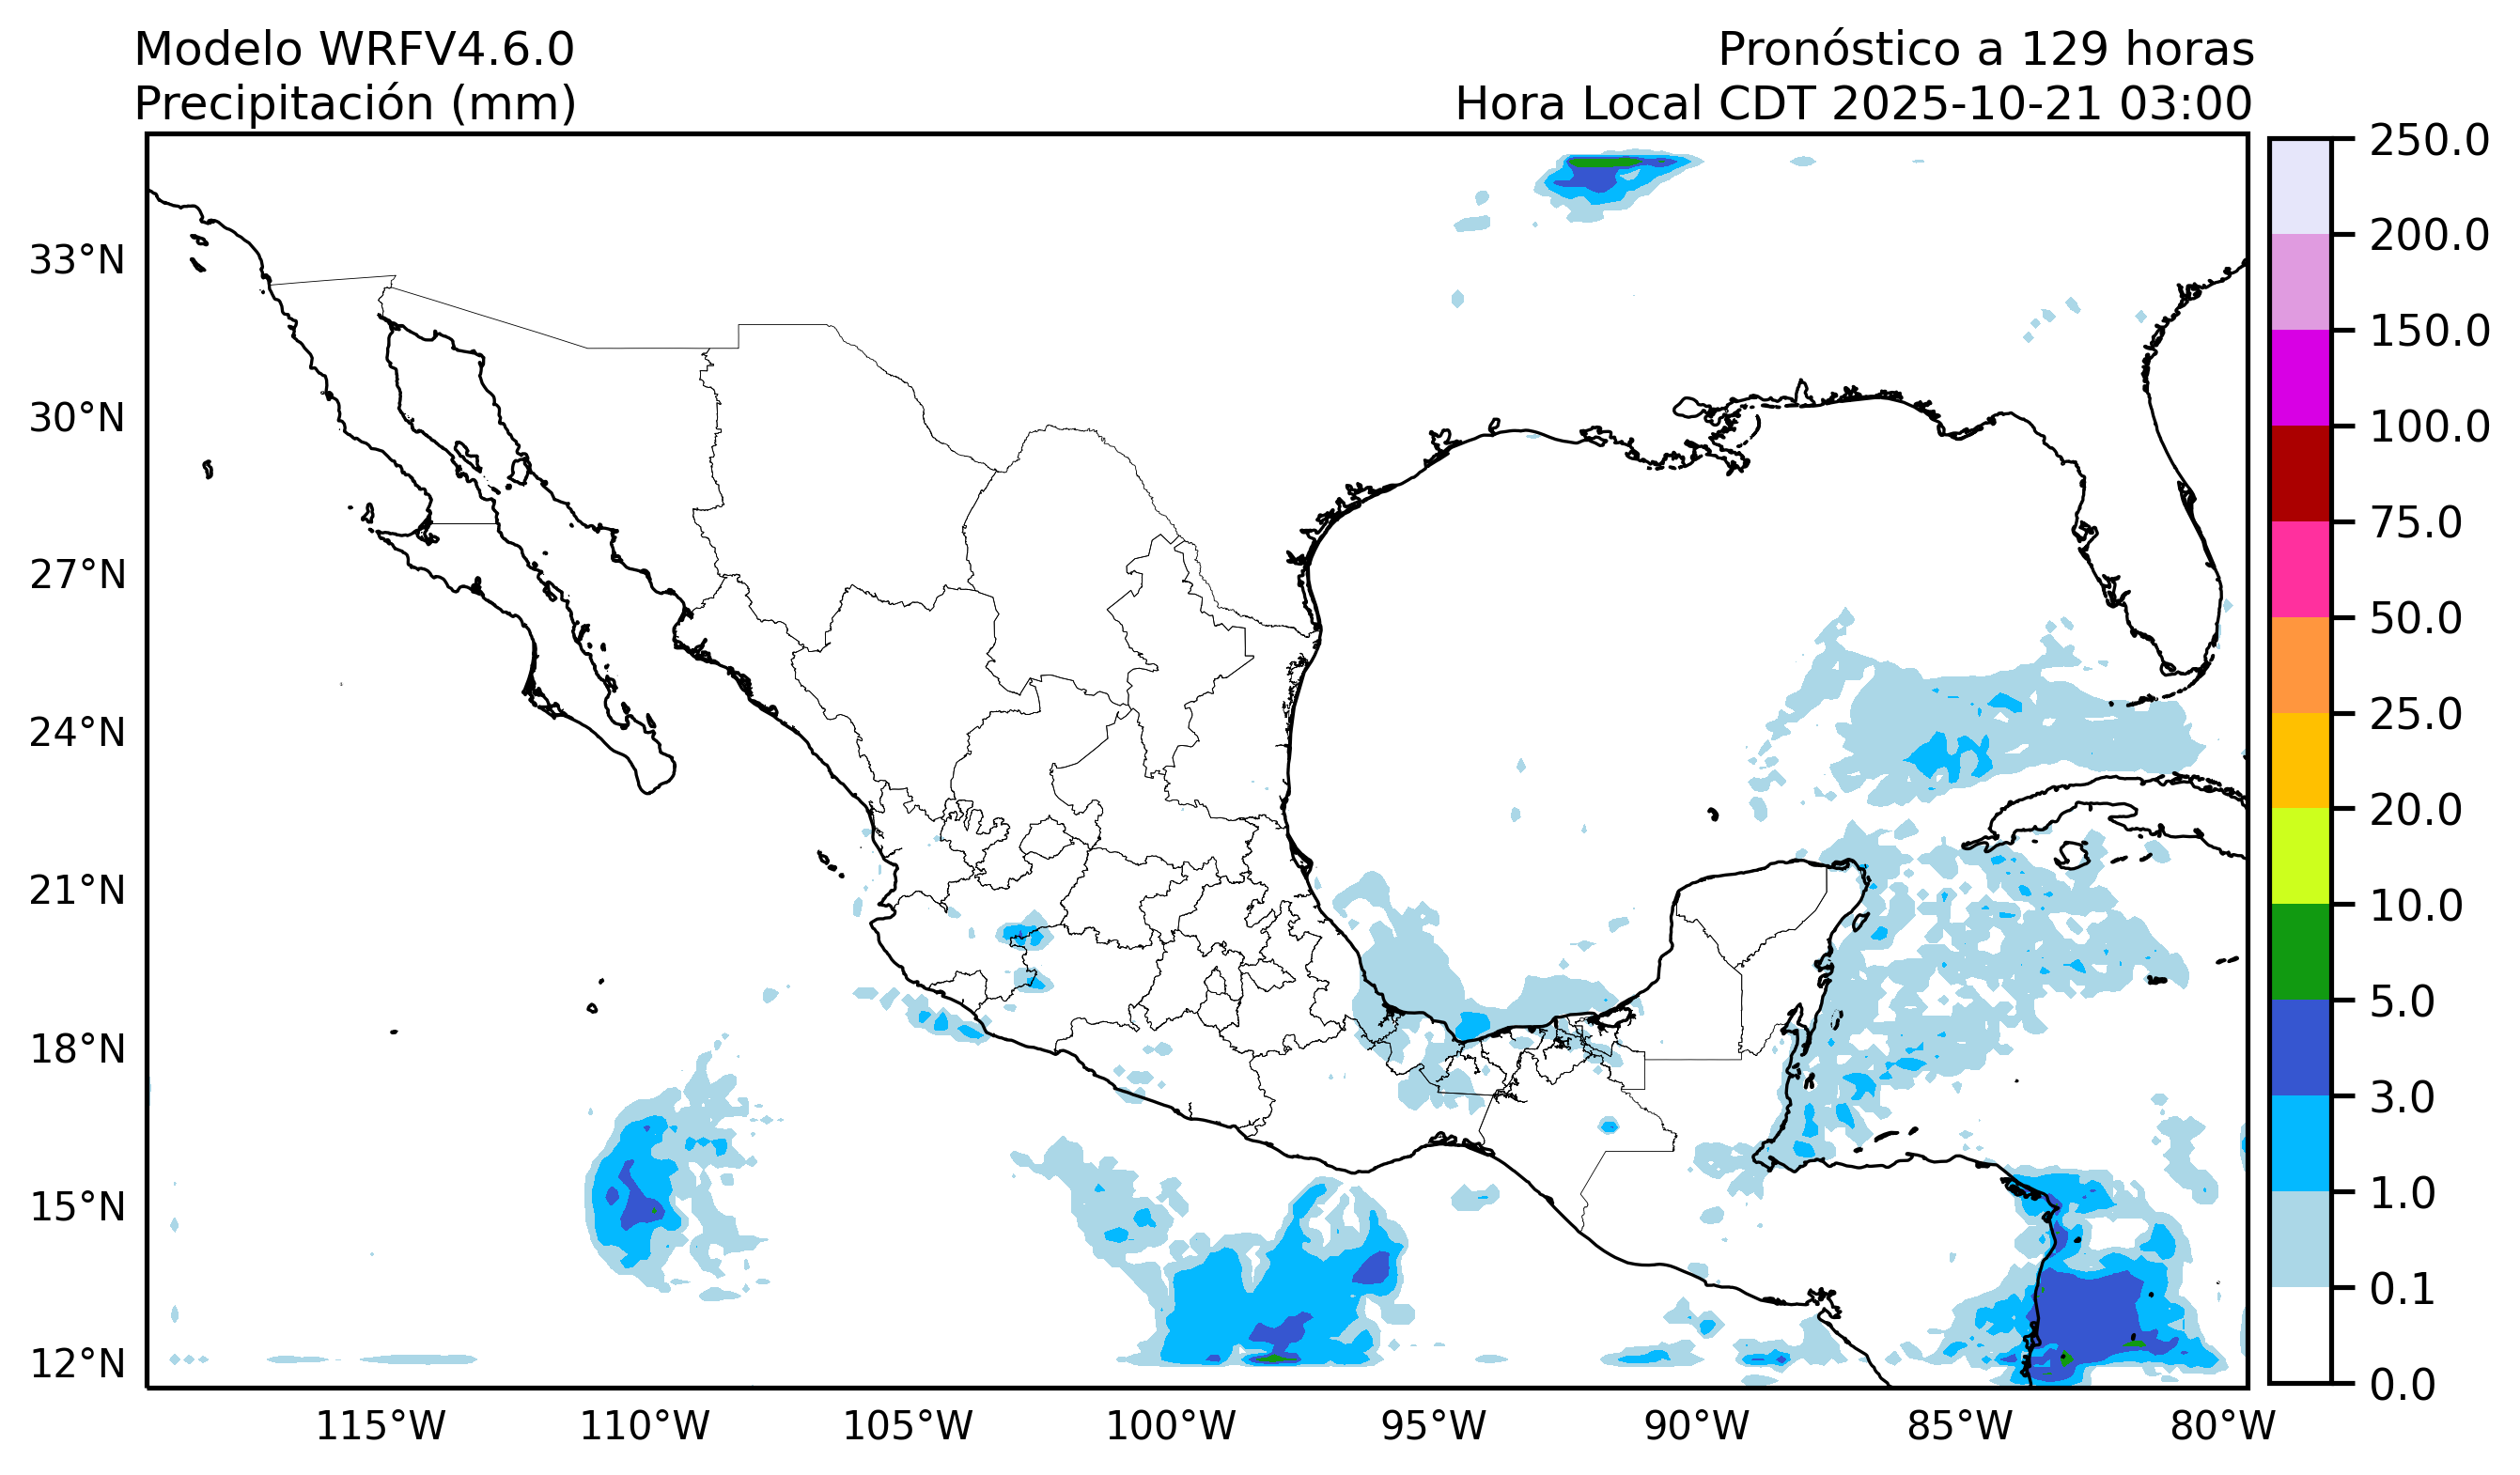 Modelo WRFV4.6.0
Precipitación (mm)
Pronóstico a 129 horas
Hora Local CDT 2025-10-21 03:00
33°N
30°N
27°N
24°N
21°N
18°N
15°N
12°N
115°W
110°W
105°W
100°W
95°W
90°W
85°W
80°W
250.0
200.0
150.0
100.0
75.0
50.0
25.0
20.0
10.0
5.0
3.0
1.0
0.1
0.0